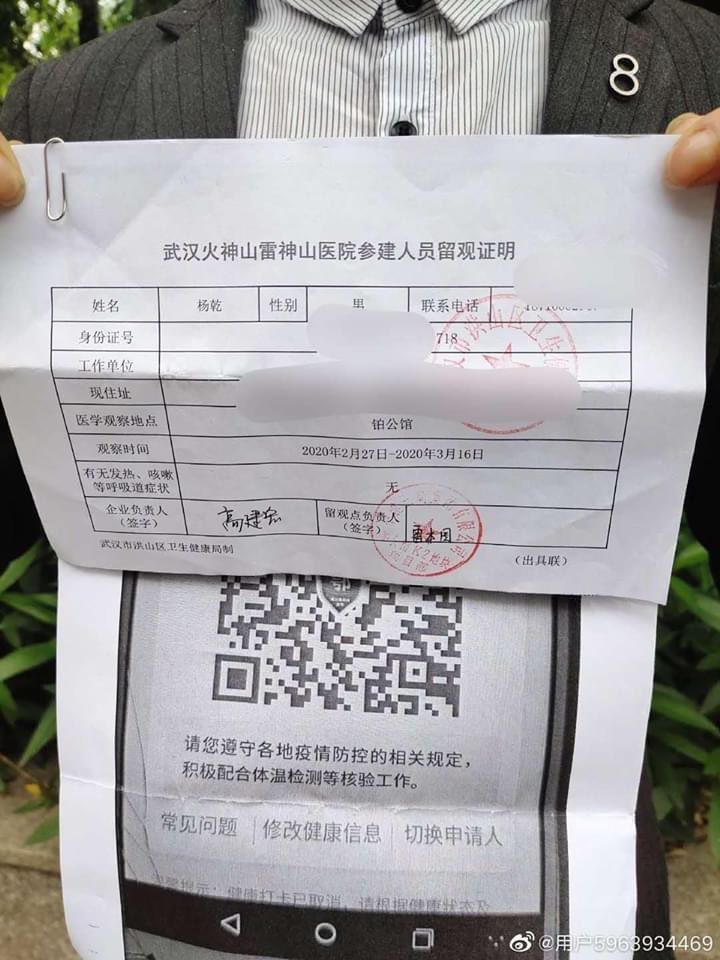 8
武汉火神山雷神山医院参建人员留观证明
姓名 杨乾 性别 男 联系电话
身份证号 718
工作单位
现住址
医学观察地点 铂公馆
观察时间 2020年2月27日-2020年3月16日
有无发热、咳嗽
等呼吸道症状 无
企业负责人
(签字) 高建宏 留观点负责人
(签字)
武汉市洪山区卫生健康局制 (出具联)
鄂
请您遵守各地疫情防控的相关规定，
积极配合体温检测等核验工作。
常见问题 修改健康信息 切换申请人
温馨提示：健康打卡已取消，请根据健康状态及
@用户5963934469